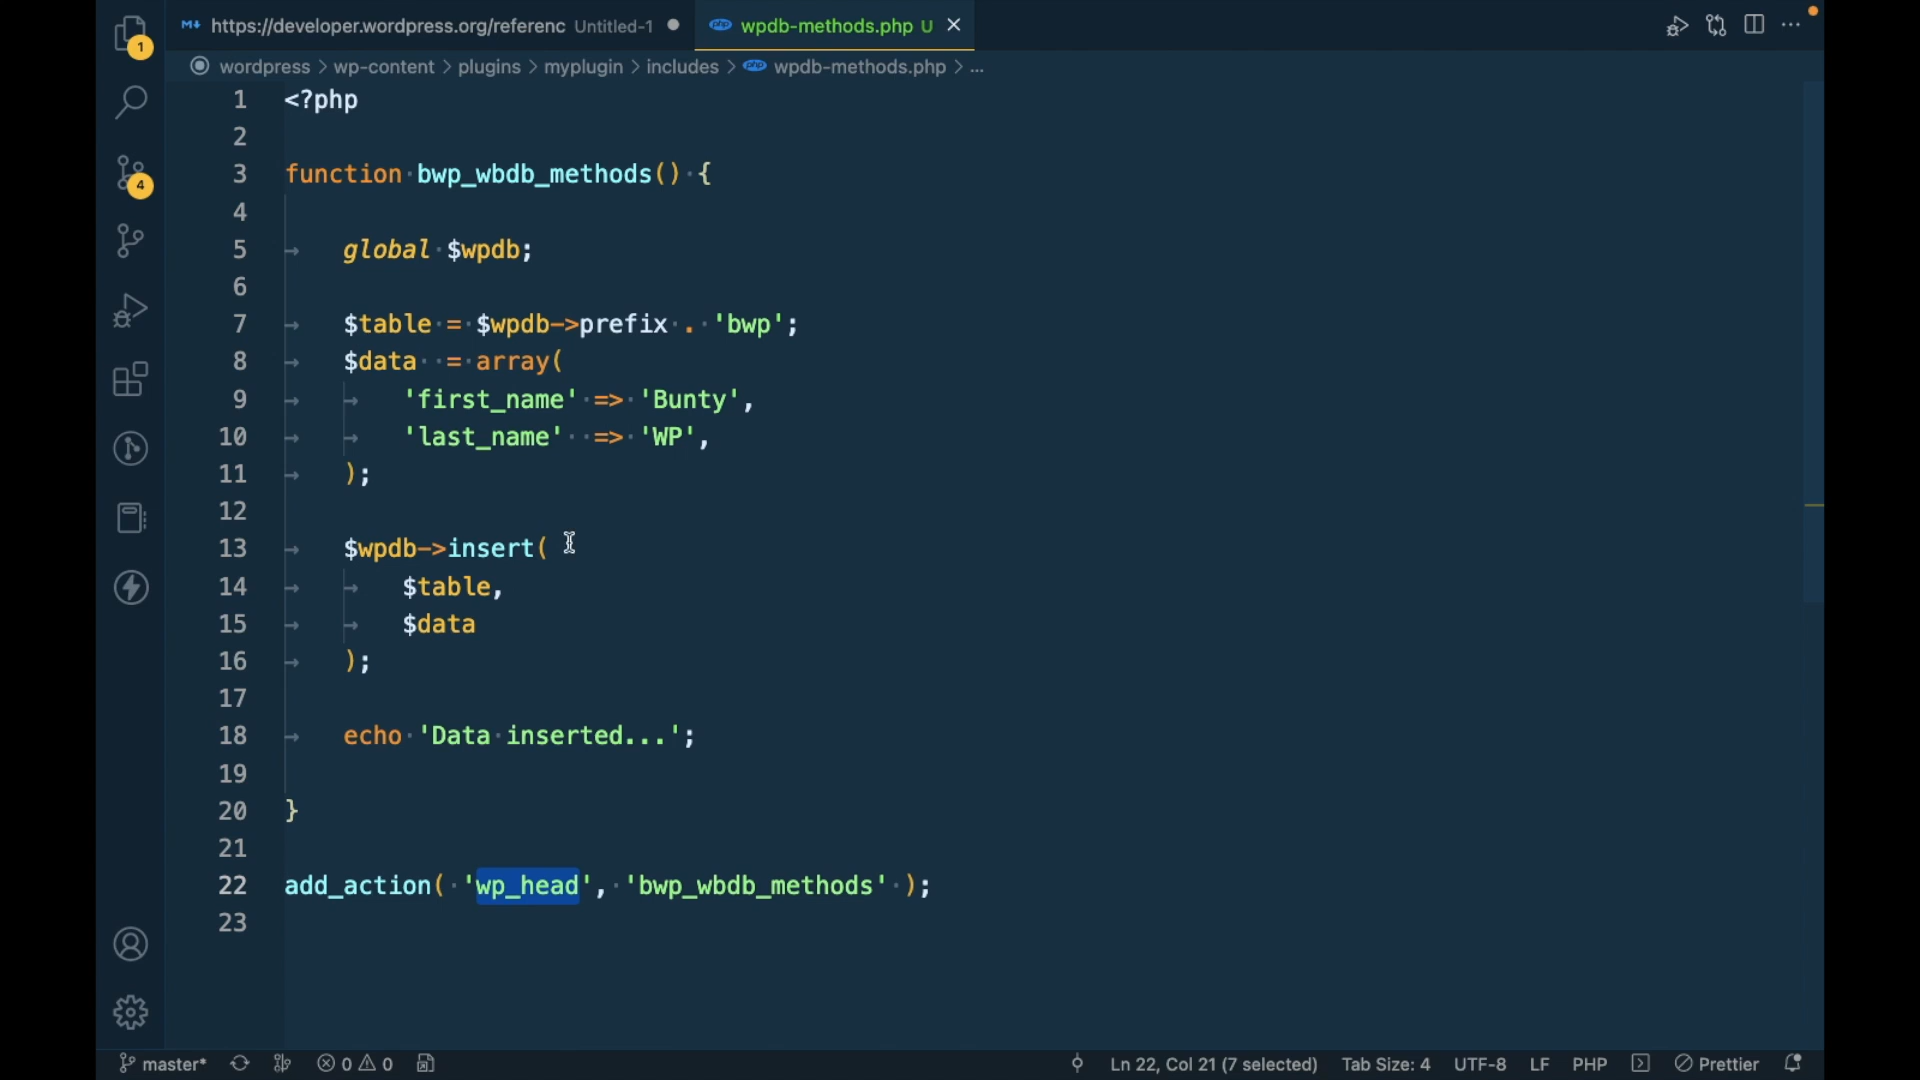 https://developer.wordpress.org/referenc Untitled-1
php wpdb-methods.php U
wordpress > wp-content > plugins > myplugin > includes > php wpdb-methods.php > ...
1
4
1 <?php
2
3 function bwp_wbdb_methods() {
4
5 global $wpdb;
6
7 $table = $wpdb->prefix . 'bwp';
8 $data  = array(
9 'first_name' => 'Bunty',
10 'last_name'  => 'WP',
11 );
12
13 $wpdb->insert(
14 $table,
15 $data
16 );
17
18 echo 'Data inserted...';
19
20 }
21
22 add_action( 'wp_head', 'bwp_wbdb_methods' );
23
master* 0 0 Ln 22, Col 21 (7 selected) Tab Size: 4 UTF-8 LF PHP Prettier